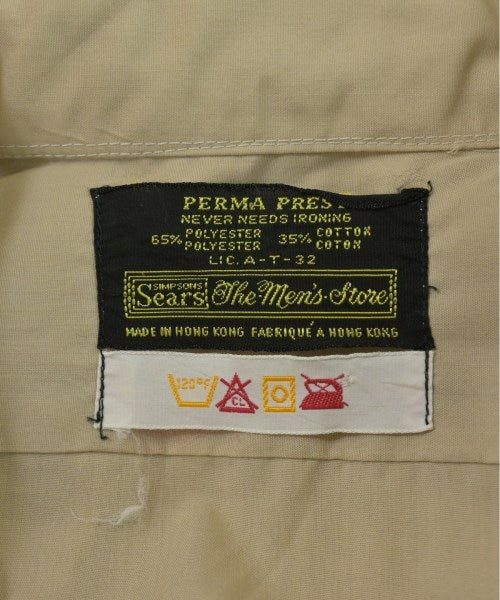 PERMA PREST
NEVER NEEDS IRONING
65% POLYESTER 35% COTTON
POLYESTER COTON
LIC. A-T-32
SIMPSONS
Sears The Men's Store
MADE IN HONG KONG FABRIQUÉ À HONG KONG
120°F CL